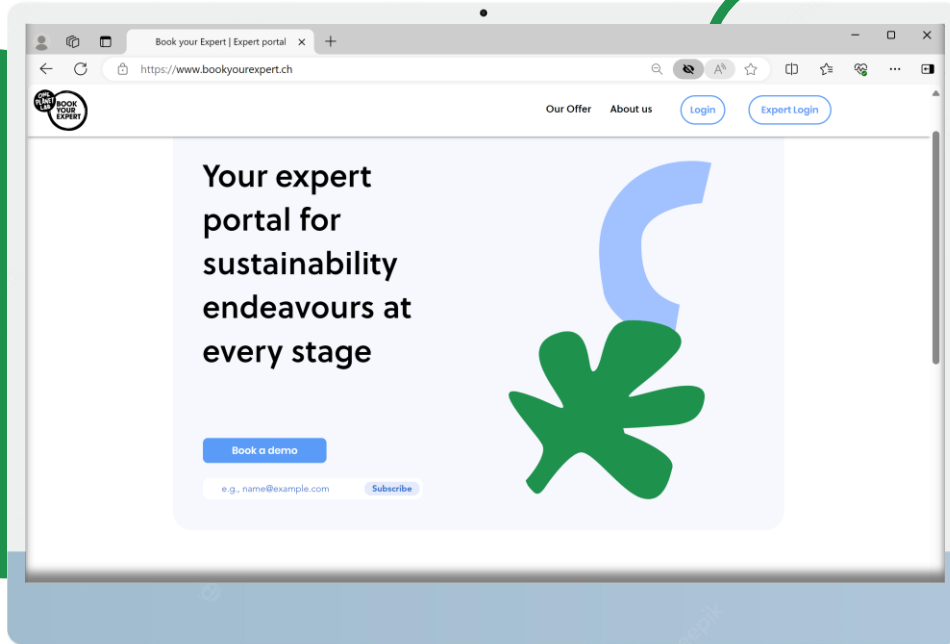 Book your Expert | Expert portal
https://www.bookyourexpert.ch
ONE
PLANET
LAB
BOOK
YOUR
EXPERT
Our Offer
About us
Login
Expert Login
Your expert
portal for
sustainability
endeavours at
every stage
Book a demo
e.g., name@example.com
Subscribe